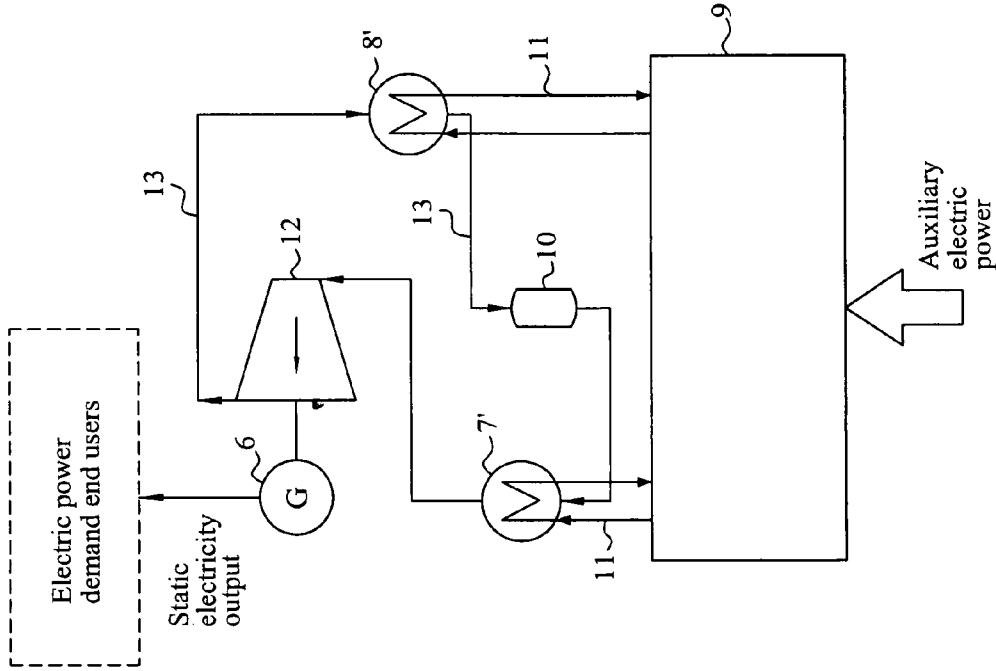 Electric power
demand end users
Static
electricity
output
6
G
12
13
8'
11
13
10
7'
11
9
Auxiliary
electric
power